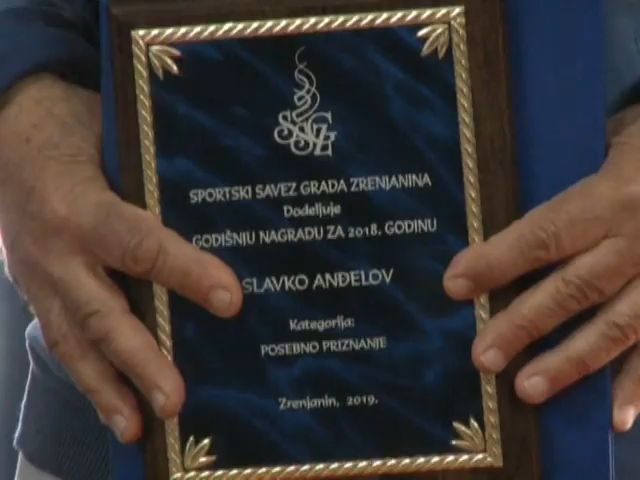 SSGZ
SPORTSKI SAVEZ GRADA ZRENJANINA
Dodeljuje
GODIŠNJU NAGRADU ZA 2018. GODINU
SLAVKO ANĐELOV
Kategorija:
POSEBNO PRIZNANJE
Zrenjanin, 2019.